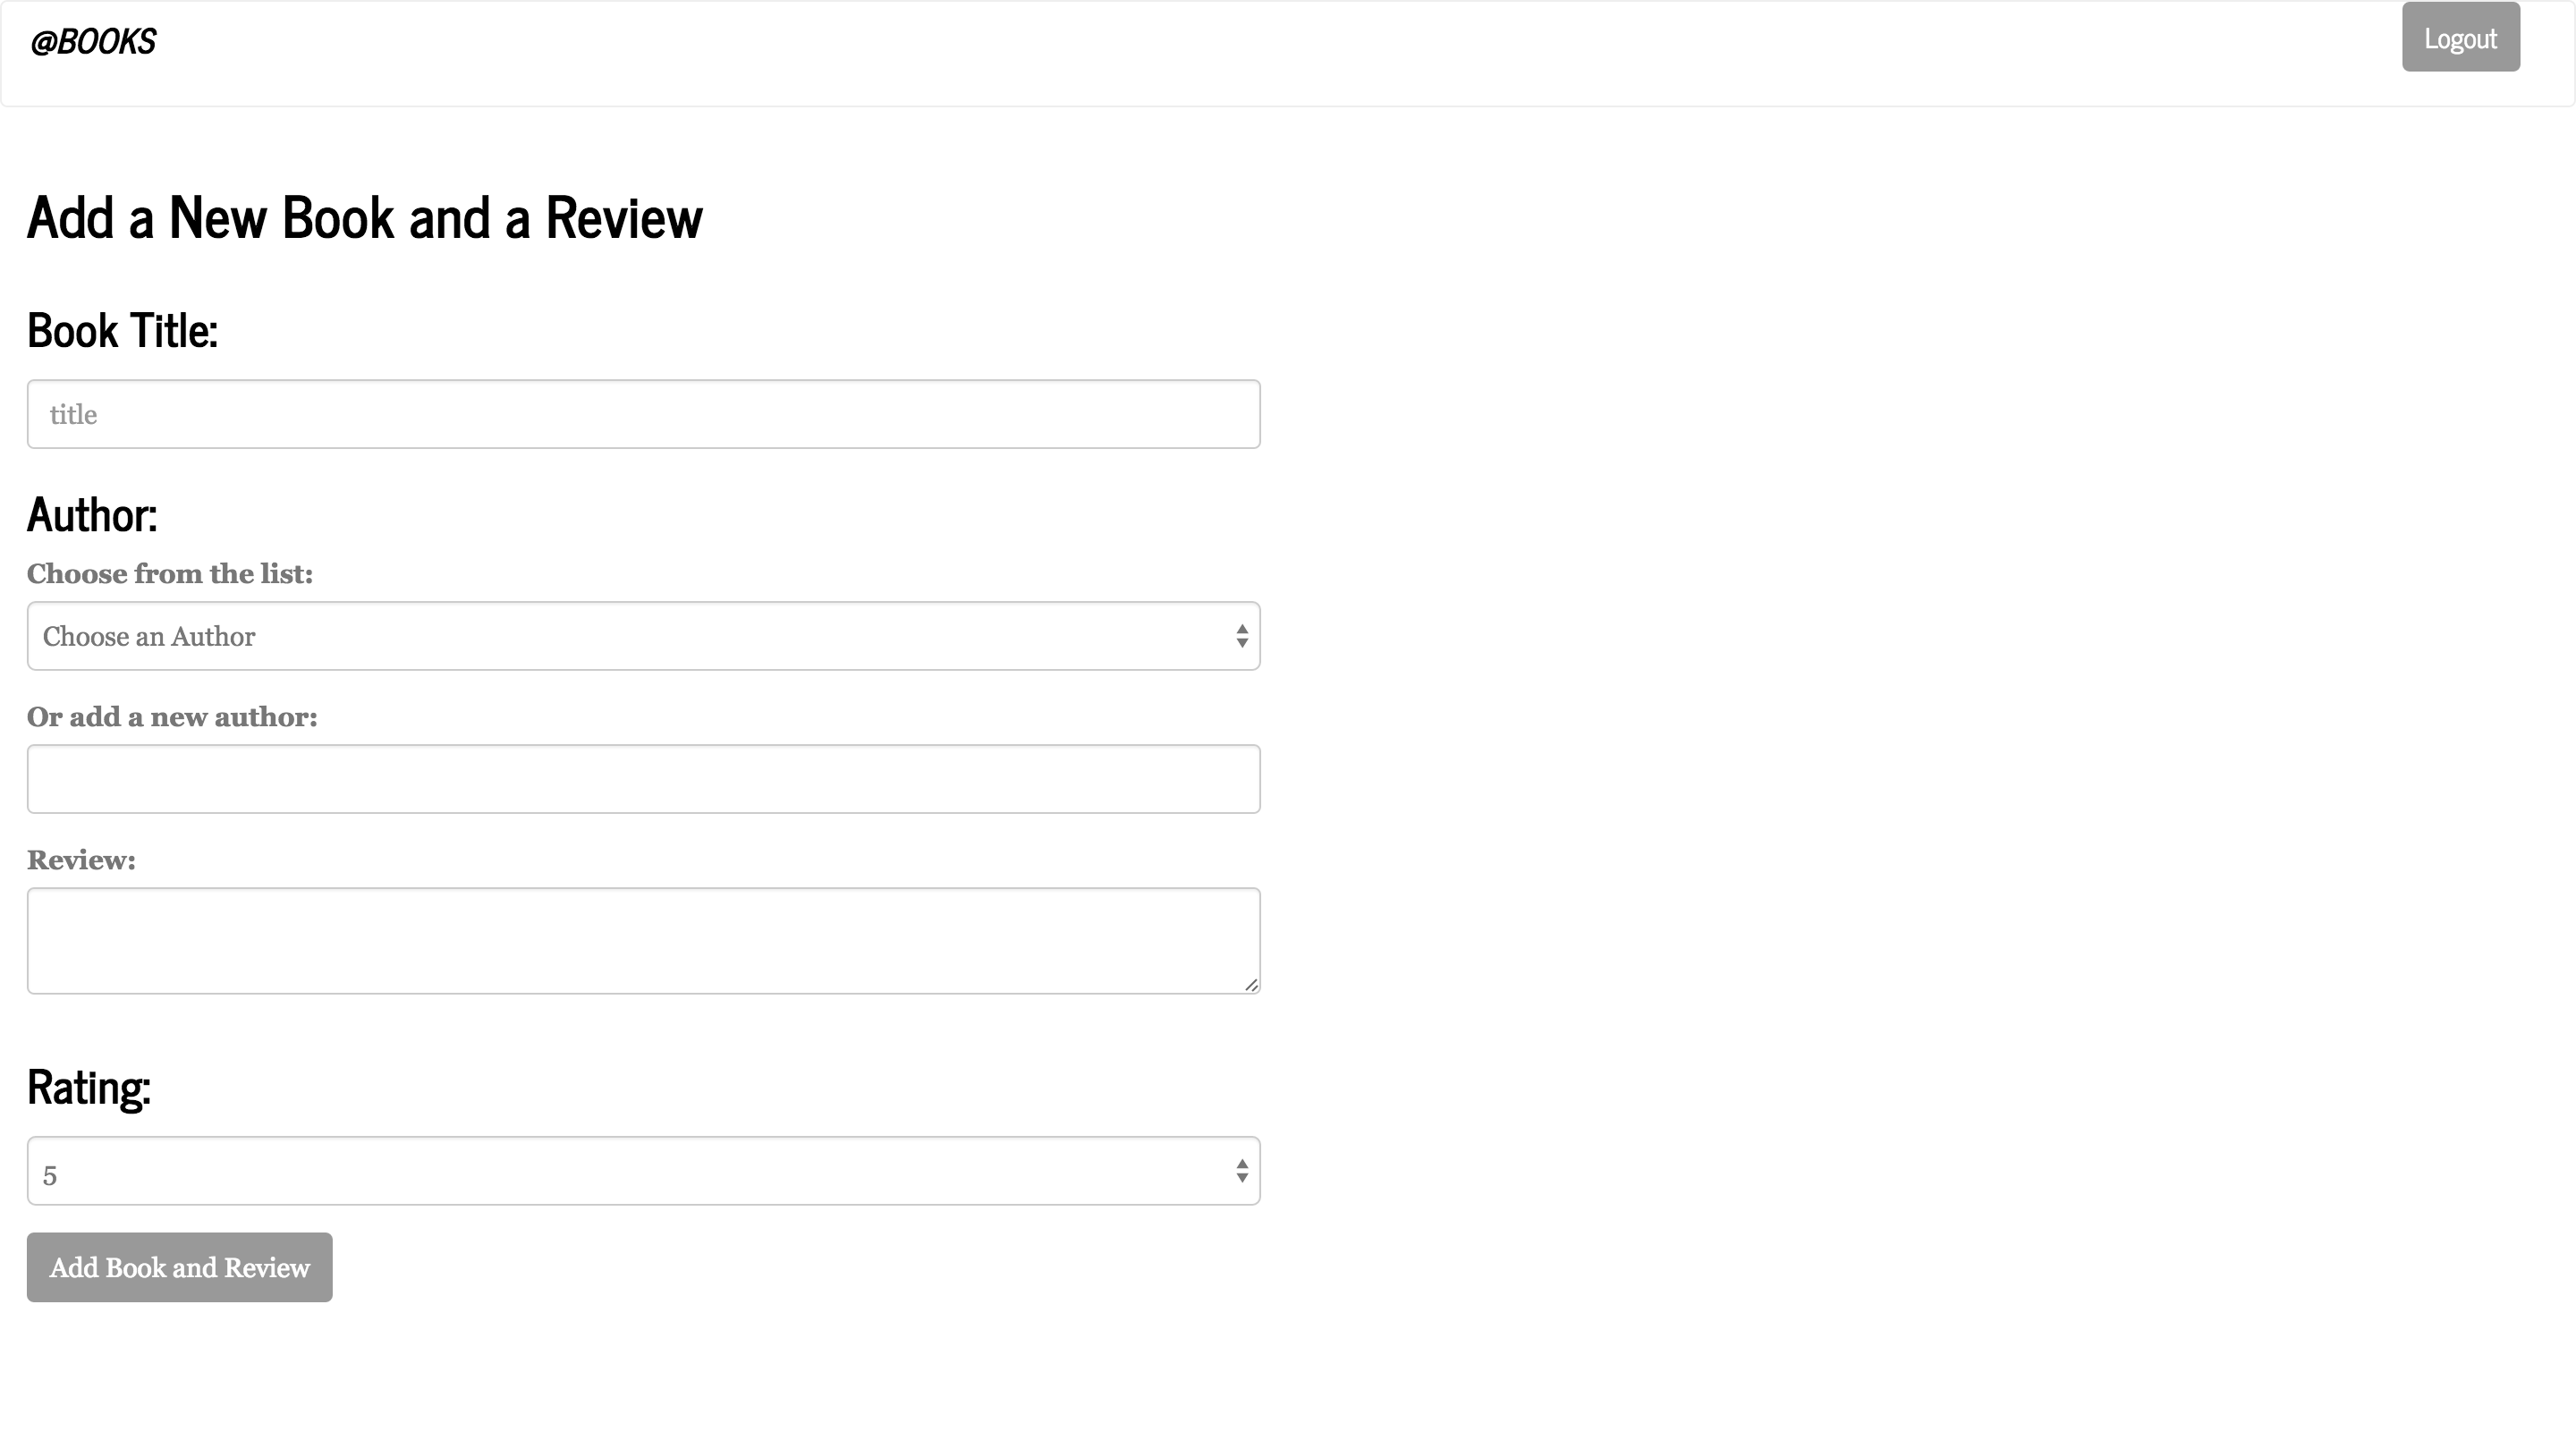 @BOOKS
Logout
Add a New Book and a Review
Book Title:
title
Author:
Choose from the list:
Choose an Author
Or add a new author:
Review:
Rating:
5
Add Book and Review